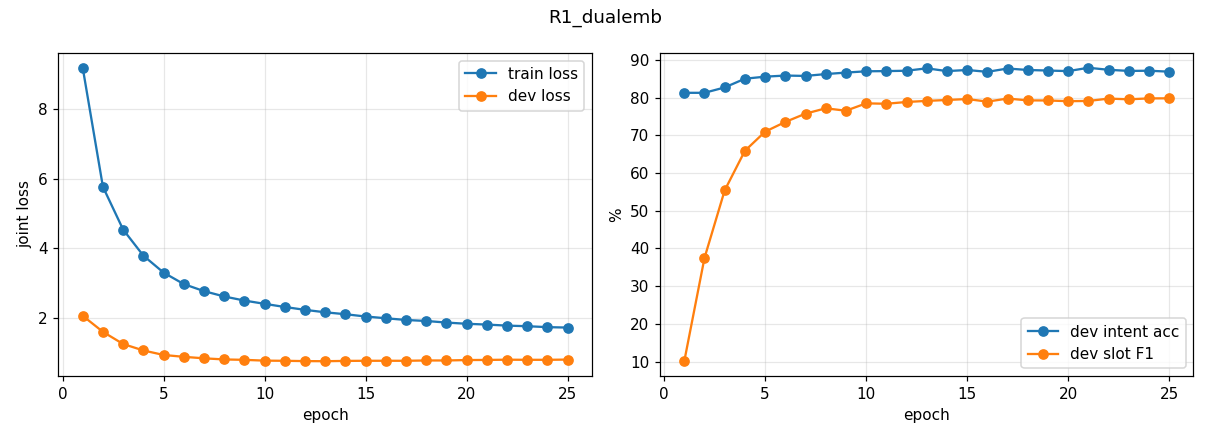 R1_dualemb
joint loss
8
6
4
2
0 5 10 15 20 25
epoch
train loss
dev loss
%
90
80
70
60
50
40
30
20
10
0 5 10 15 20 25
epoch
dev intent acc
dev slot F1